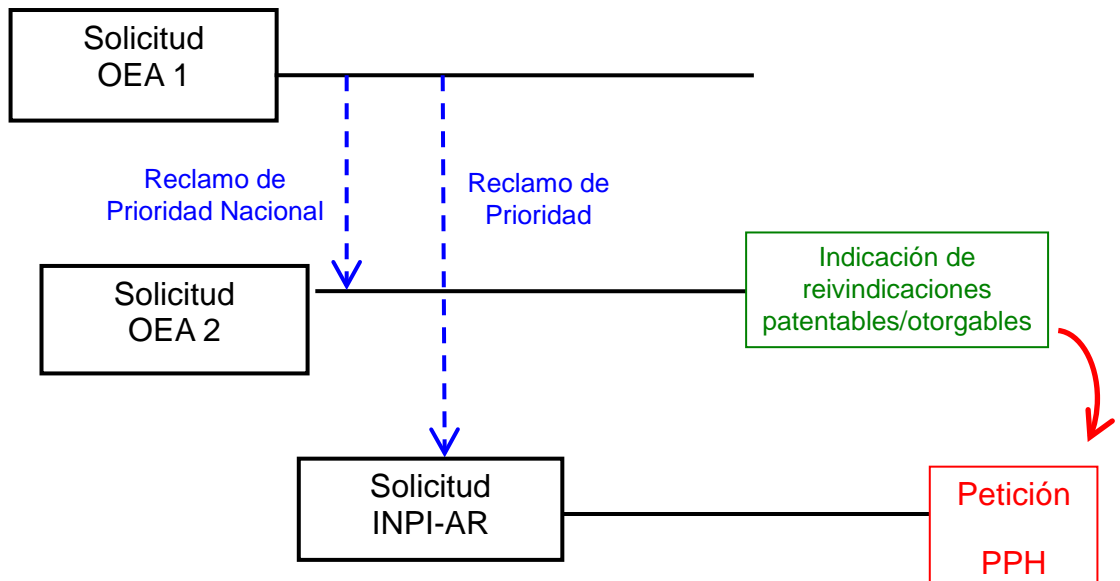 Solicitud
OEA 1
Reclamo de
Prioridad Nacional
Reclamo de
Prioridad
Solicitud
OEA 2
Indicación de
reivindicaciones
patentables/otorgables
Solicitud
INPI-AR
Petición
PPH